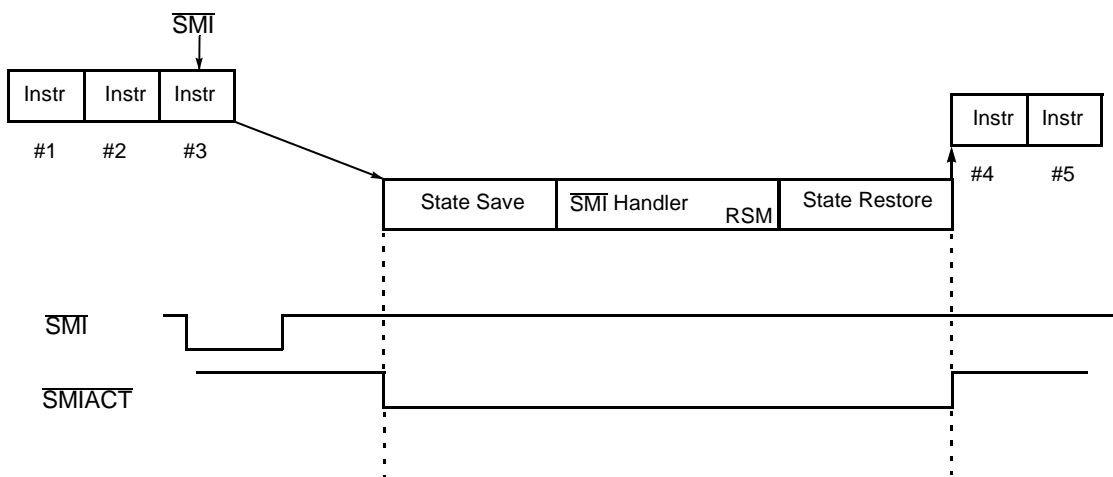 SMI
Instr Instr Instr
#1 #2 #3
Instr Instr
#4 #5
State Save SMI Handler RSM State Restore
SMI
SMIACT